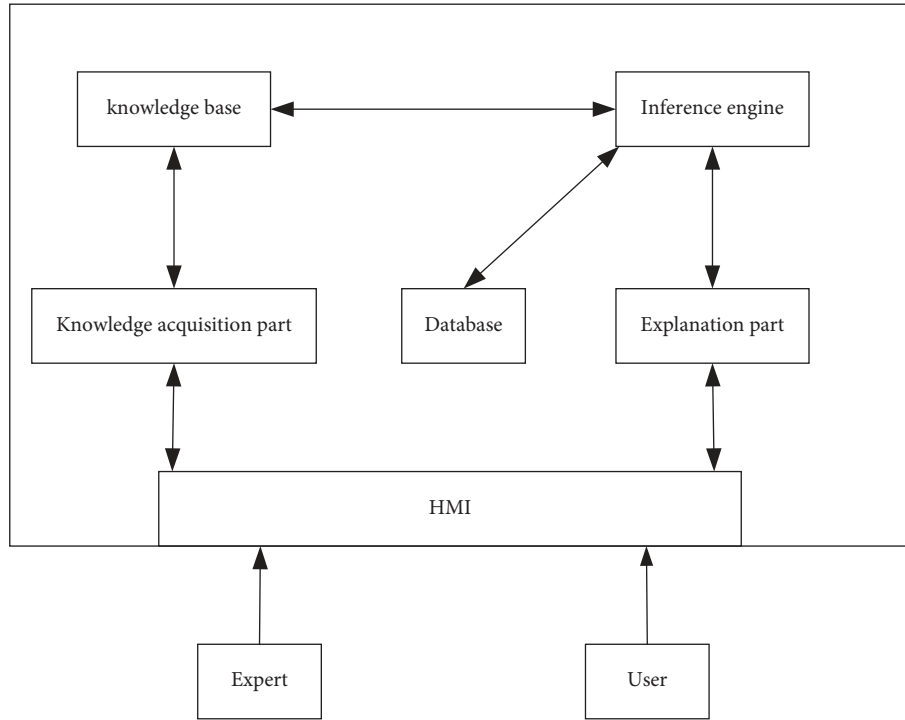 knowledge base
Inference engine
Knowledge acquisition part
Database
Explanation part
HMI
Expert
User